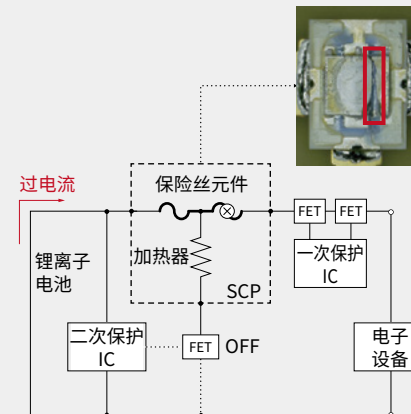 过电流
保险丝元件
FET
FET
锂离子
电池
加热器
一次保护
IC
SCP
二次保护
IC
FET
OFF
电子
设备